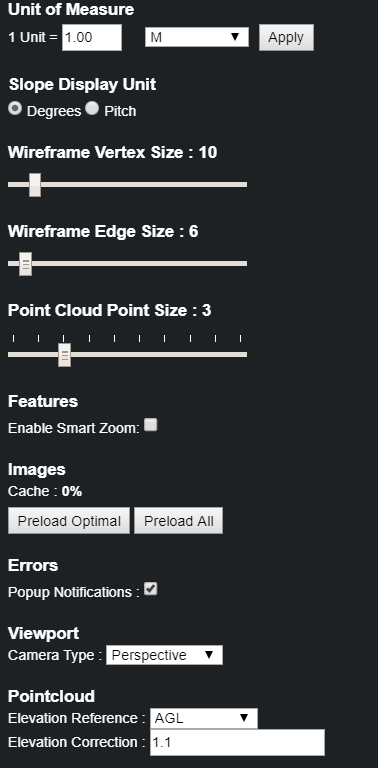 Unit of Measure
1 Unit = 1.00 M Apply
Slope Display Unit
Degrees Pitch
Wireframe Vertex Size : 10
Wireframe Edge Size : 6
Point Cloud Point Size : 3
Features
Enable Smart Zoom:
Images
Cache : 0%
Preload Optimal Preload All
Errors
Popup Notifications :
Viewport
Camera Type : Perspective
Pointcloud
Elevation Reference : AGL
Elevation Correction : 1.1